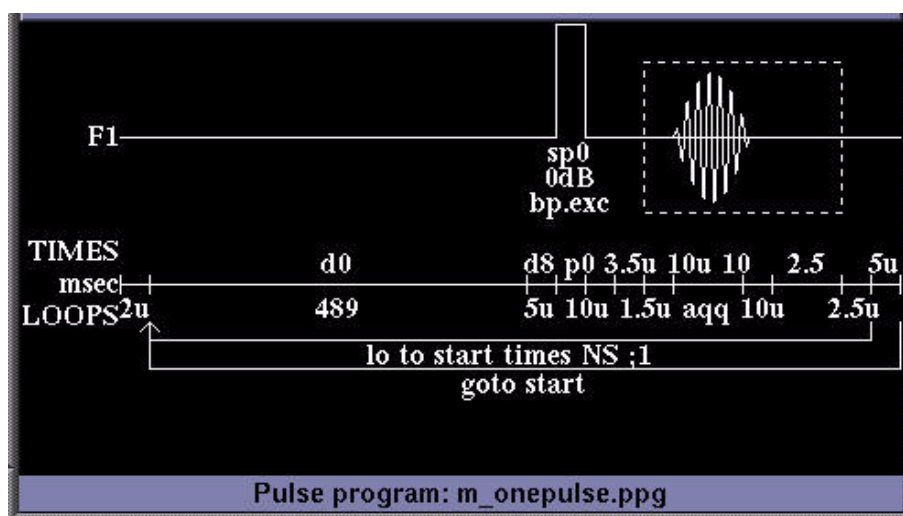 F1
sp0
0dB
bp.exc
TIMES
d0 d8 p0 3.5u 10u 10 2.5 5u
msec
LOOPS 2u 489 5u 10u 1.5u aqq 10u 2.5u
lo to start times NS ;1
goto start
Pulse program: m_onepulse.ppg